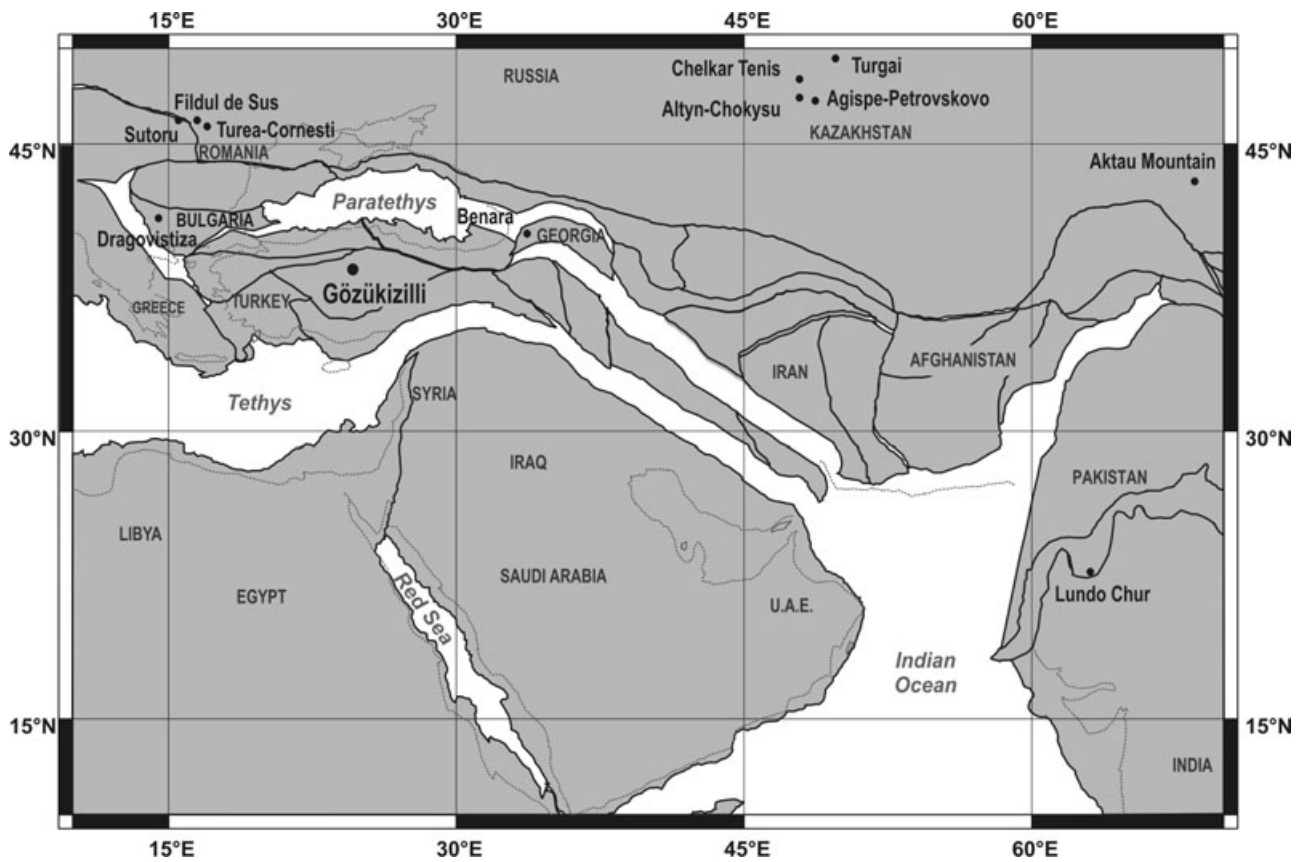 15°E 30°E 45°E 60°E
RUSSIA
Chelkar Tenis
Turgai
Fildul de Sus
Altyn-Chokysu
Agispe-Petrovskovo
Sutoru
Turea-Cornesti
KAZAKHSTAN
45°N
ROMANIA
45°N
Aktau Mountain
Paratethys
Benara
BULGARIA
GEORGIA
Dragovistiza
Gözükizilli
TURKEY
GREECE
AFGHANISTAN
IRAN
SYRIA
Tethys
30°N
30°N
IRAQ
PAKISTAN
LIBYA
SAUDI ARABIA
EGYPT
Red Sea
U.A.E.
Lundo Chur
Indian
Ocean
15°N
15°N
INDIA
15°E 30°E 45°E 60°E